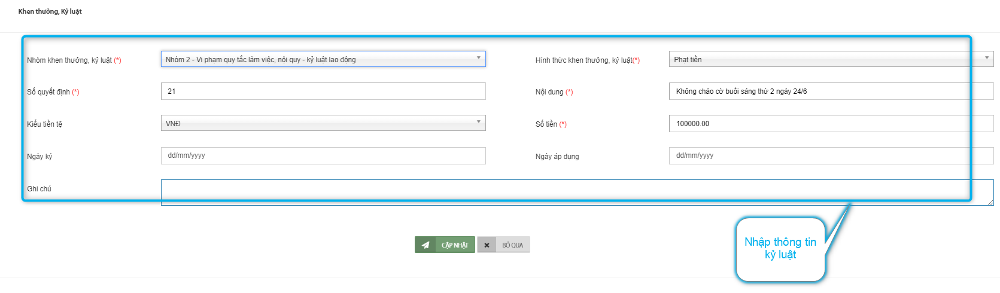 Khen thưởng, Kỷ luật
Nhóm khen thưởng, kỷ luật (*)
Nhóm 2 - Vi phạm quy tắc làm việc, nội quy - kỷ luật lao động
Hình thức khen thưởng, kỷ luật(*)
Phạt tiền
Số quyết định (*)
21
Nội dung (*)
Không chào cờ buổi sáng thứ 2 ngày 24/6
Kiểu tiền tệ
VNĐ
Số tiền (*)
100000.00
Ngày ký
dd/mm/yyyy
Ngày áp dụng
dd/mm/yyyy
Ghi chú
CẬP NHẬT
BỎ QUA
Nhập thông tin
kỷ luật